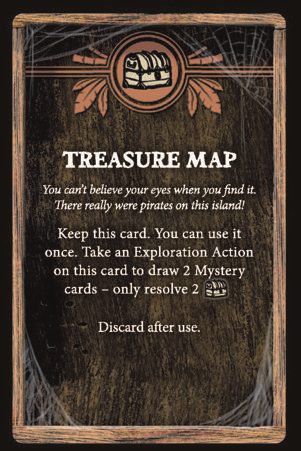 TREASURE MAP
You can't believe your eyes when you find it.
There really were pirates on this island!
Keep this card. You can use it
once. Take an Exploration Action
on this card to draw 2 Mystery
cards – only resolve 2
Discard after use.